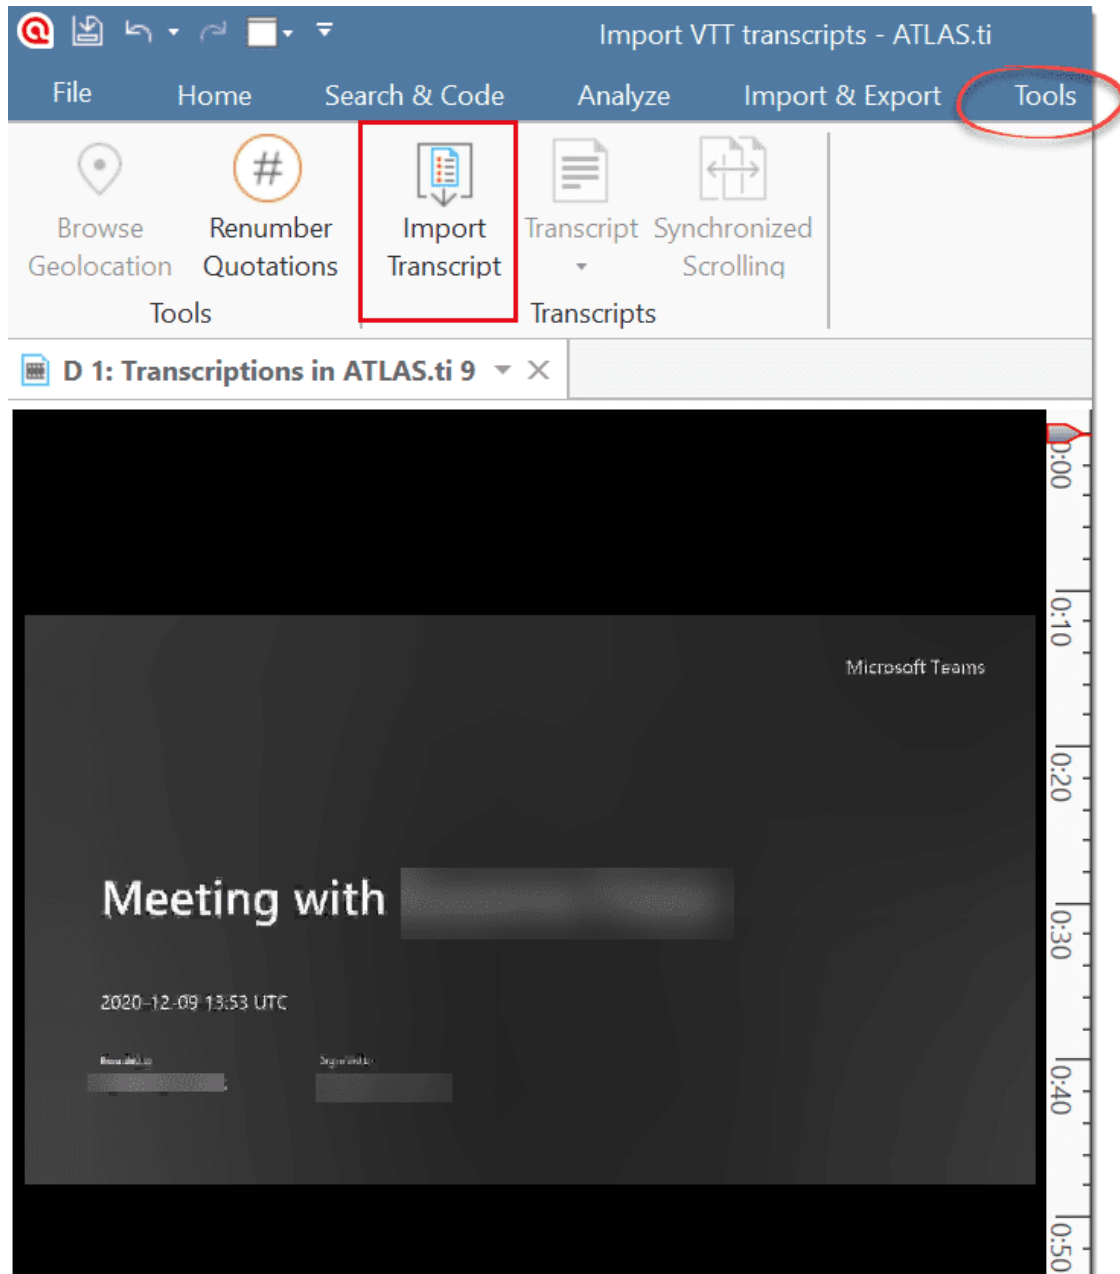 Import VTT transcripts - ATLAS.ti
File Home Search & Code Analyze Import & Export Tools
Browse Geolocation
Renumber Quotations
Import Transcript
Transcript
Synchronized Scrolling
Tools
Transcripts
D 1: Transcriptions in ATLAS.ti 9
0:00
0:10
0:20
0:30
0:40
0:50
Microsoft Teams
Meeting with
2020-12-09 13:53 UTC